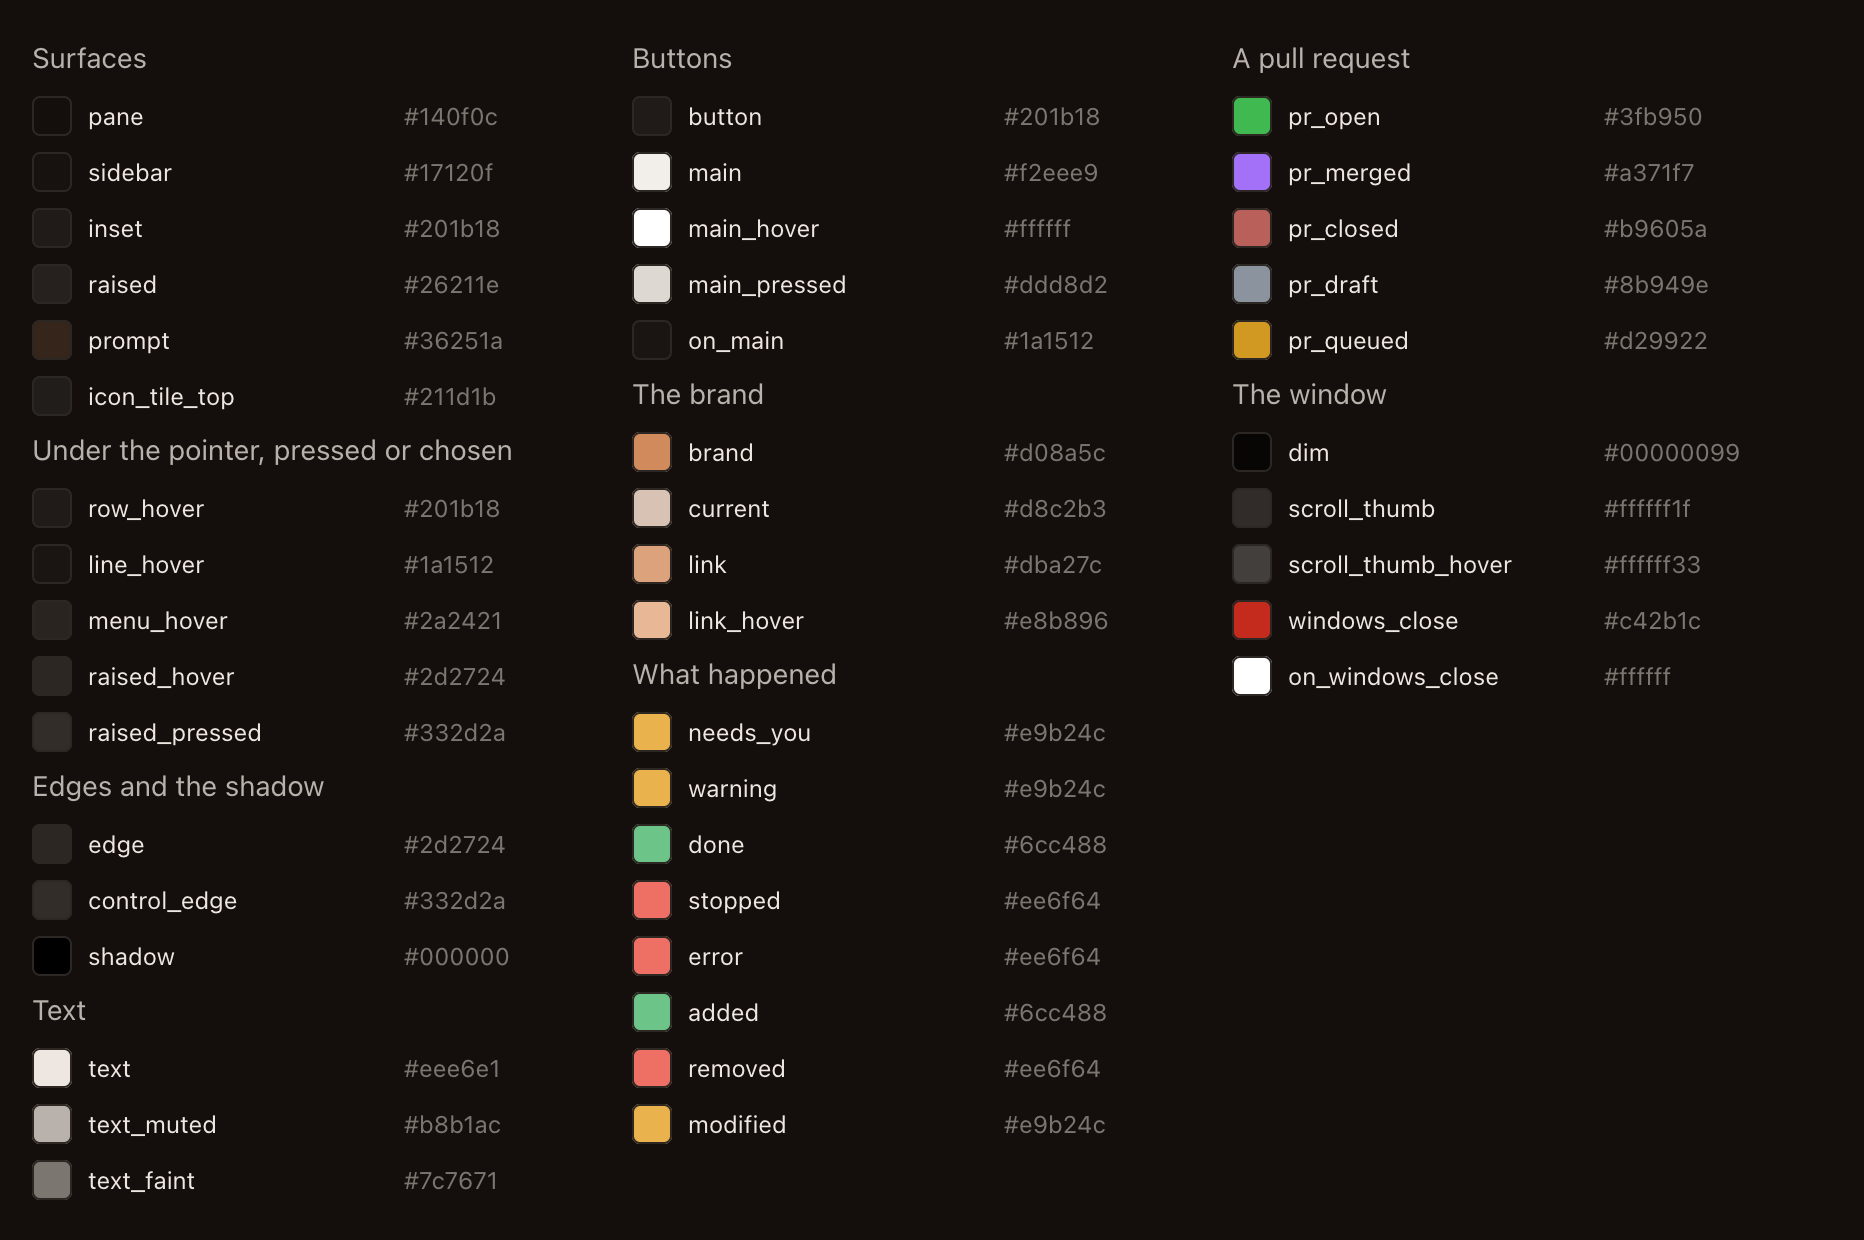 Surfaces
pane #140f0c
sidebar #17120f
inset #201b18
raised #26211e
prompt #36251a
icon_tile_top #211d1b
Under the pointer, pressed or chosen
row_hover #201b18
line_hover #1a1512
menu_hover #2a2421
raised_hover #2d2724
raised_pressed #332d2a
Edges and the shadow
edge #2d2724
control_edge #332d2a
shadow #000000
Text
text #eee6e1
text_muted #b8b1ac
text_faint #7c7671
Buttons
button #201b18
main #f2eee9
main_hover #ffffff
main_pressed #ddd8d2
on_main #1a1512
The brand
brand #d08a5c
current #d8c2b3
link #dba27c
link_hover #e8b896
What happened
needs_you #e9b24c
warning #e9b24c
done #6cc488
stopped #ee6f64
error #ee6f64
added #6cc488
removed #ee6f64
modified #e9b24c
A pull request
pr_open #3fb950
pr_merged #a371f7
pr_closed #b9605a
pr_draft #8b949e
pr_queued #d29922
The window
dim #00000099
scroll_thumb #ffffff1f
scroll_thumb_hover #ffffff33
windows_close #c42b1c
on_windows_close #ffffff